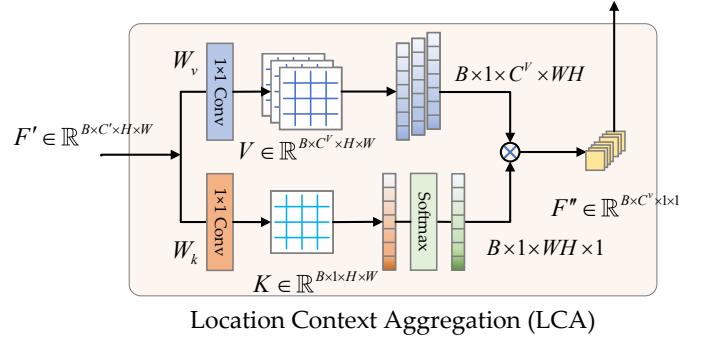 W_v
1×1 Conv
B×1×C^V×WH
F′ ∈ ℝ^{B×C′×H×W}
V ∈ ℝ^{B×C^V×H×W}
1×1 Conv
Softmax
F″ ∈ ℝ^{B×C^v×1×1}
W_k
B×1×WH×1
K ∈ ℝ^{B×1×H×W}
Location Context Aggregation (LCA)